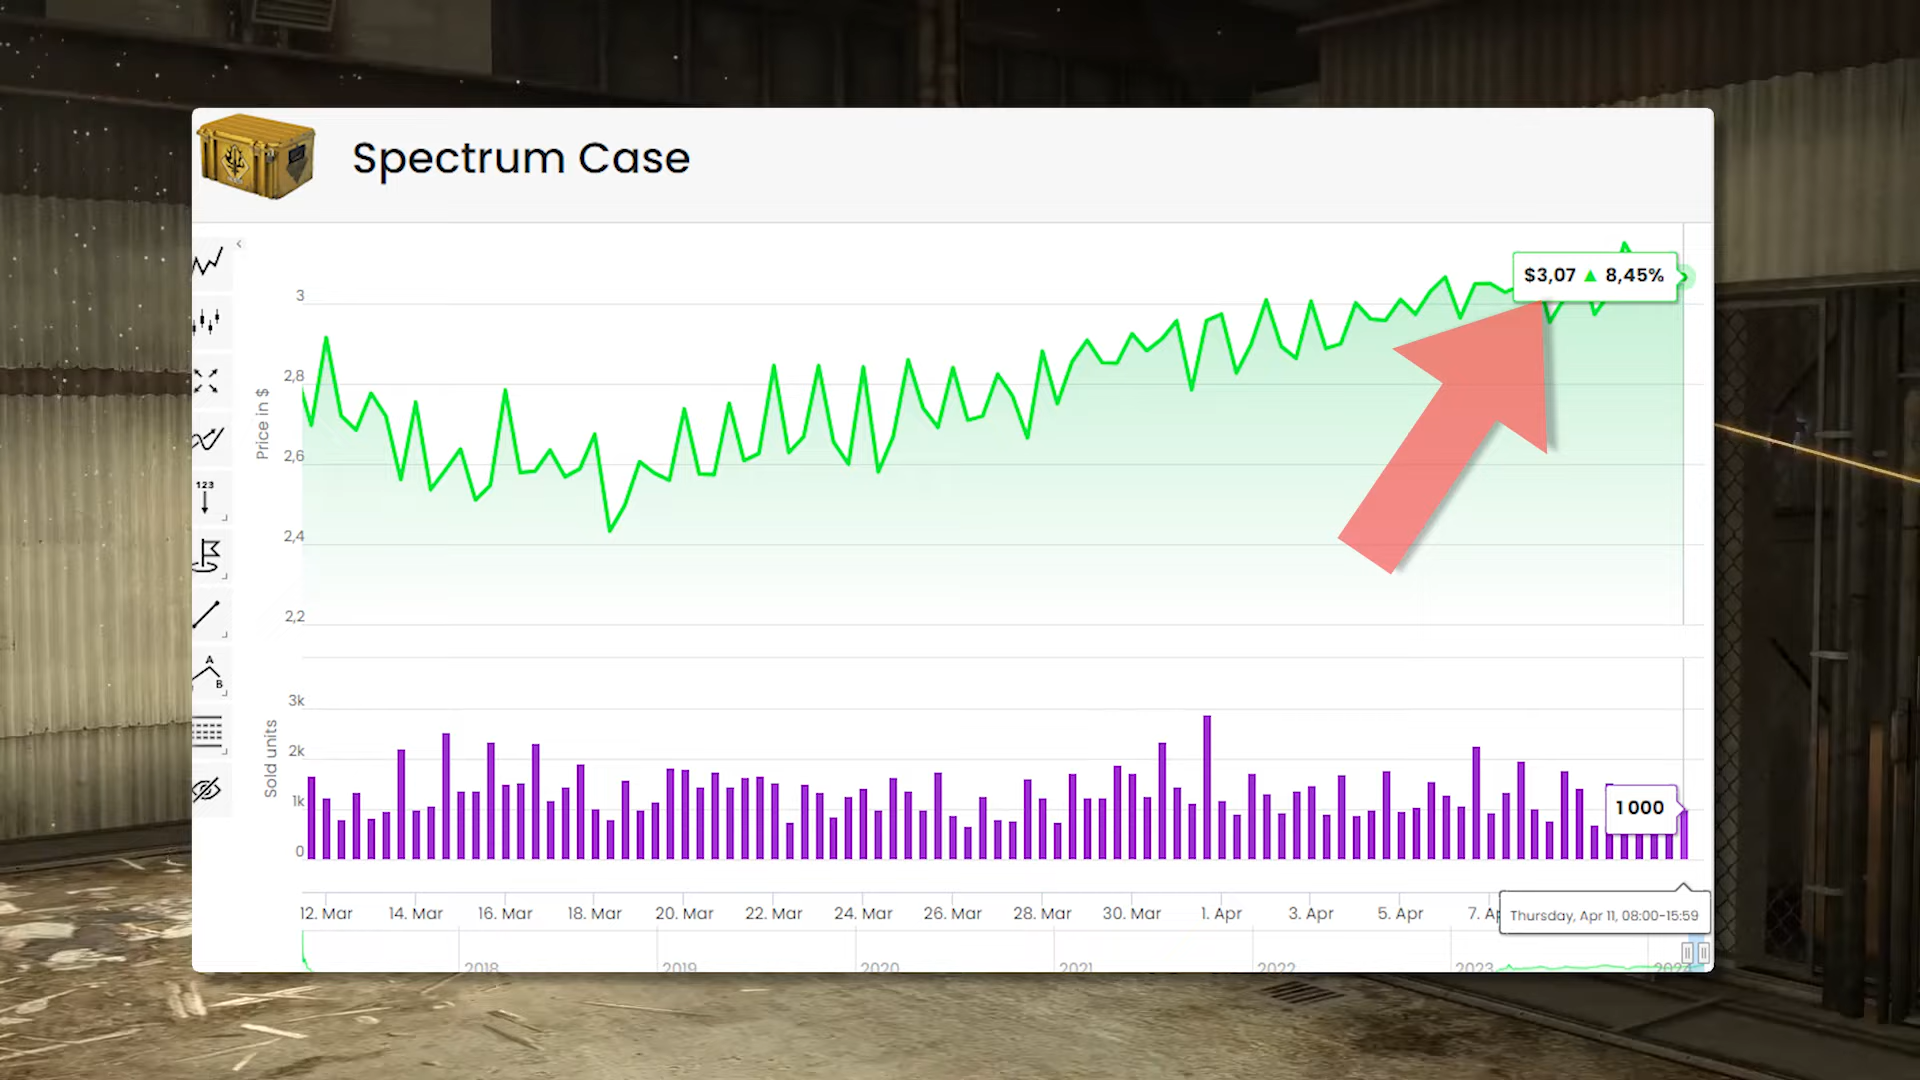 Spectrum Case
$3,07 ▲ 8,45%
3
2,8
2,6
2,4
2,2
Price in $
123
A
B
3k
2k
1k
0
Sold units
1 000
12. Mar 14. Mar 16. Mar 18. Mar 20. Mar 22. Mar 24. Mar 26. Mar 28. Mar 30. Mar 1. Apr 3. Apr 5. Apr 7. Ap
Thursday, Apr 11, 08:00-15:59
2018 2019 2020 2021 2022 2023 2024